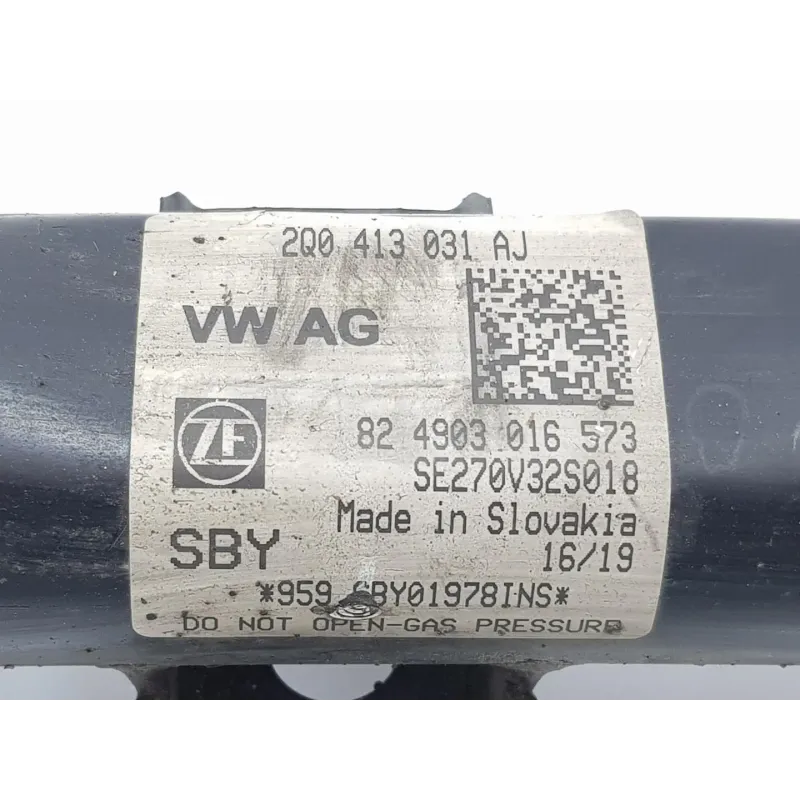 2Q0 413 031 AJ
VW AG
ZF
82 4903 016 573
SE270V32S018
Made in Slovakia
SBY
16/19
*959 SBY01978INS*
DO NOT OPEN-GAS PRESSURE